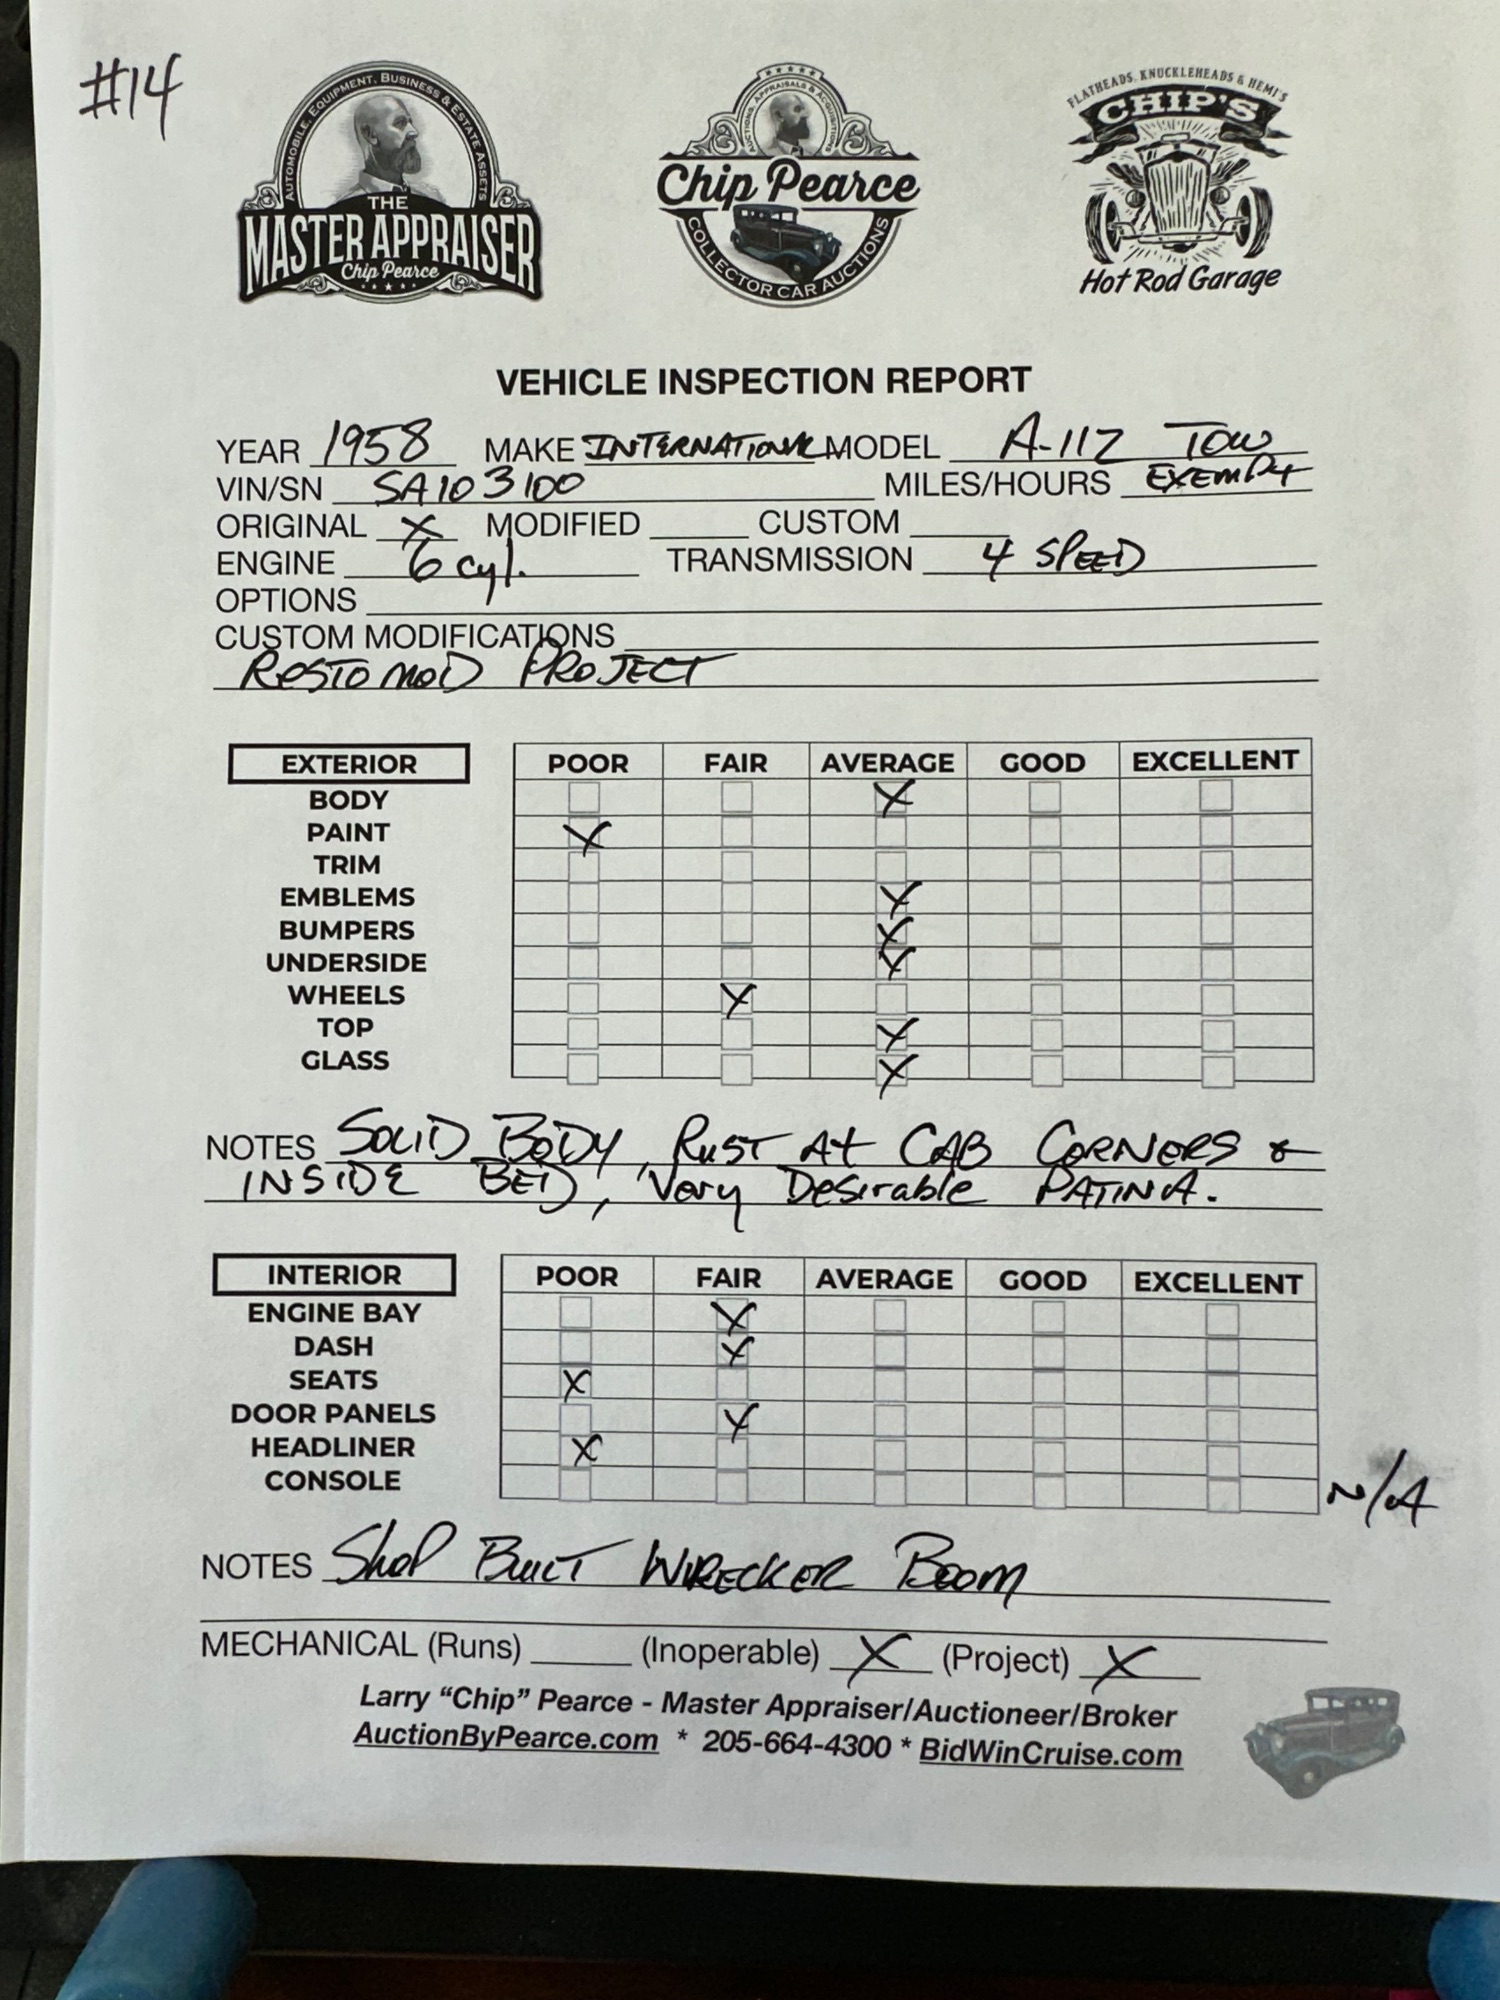 #14
AUTOMOBILE, EQUIPMENT, BUSINESS & ESTATE ASSETS
THE
MASTER APPRAISER
Chip Pearce
AUCTIONS, APPRAISALS & ACQUISITIONS
Chip Pearce
COLLECTOR CAR AUCTIONS
FLATHEADS, KNUCKLEHEADS & HEMI'S
CHIP'S
Hot Rod Garage
VEHICLE INSPECTION REPORT
YEAR 1958 MAKE INTERNATIONAL MODEL A-112 TOW
VIN/SN SA103100 MILES/HOURS EXEMPT
ORIGINAL X MODIFIED CUSTOM
ENGINE 6 cyl. TRANSMISSION 4 SPEED
OPTIONS
CUSTOM MODIFICATIONS
RESTOMOD PROJECT
EXTERIOR POOR FAIR AVERAGE GOOD EXCELLENT
BODY X
PAINT X
TRIM
EMBLEMS X
BUMPERS X
UNDERSIDE X
WHEELS X
TOP X
GLASS X
NOTES SOLID BODY, RUST At CAB CORNERS &
INSIDE BED, Very Desirable PATINA.
INTERIOR POOR FAIR AVERAGE GOOD EXCELLENT
ENGINE BAY X
DASH X
SEATS X
DOOR PANELS X
HEADLINER X
CONSOLE N/A
NOTES Shop BUILT WRECKER BOOM
MECHANICAL (Runs) (Inoperable) X (Project) X
Larry “Chip” Pearce - Master Appraiser/Auctioneer/Broker
AuctionByPearce.com * 205-664-4300 * BidWinCruise.com